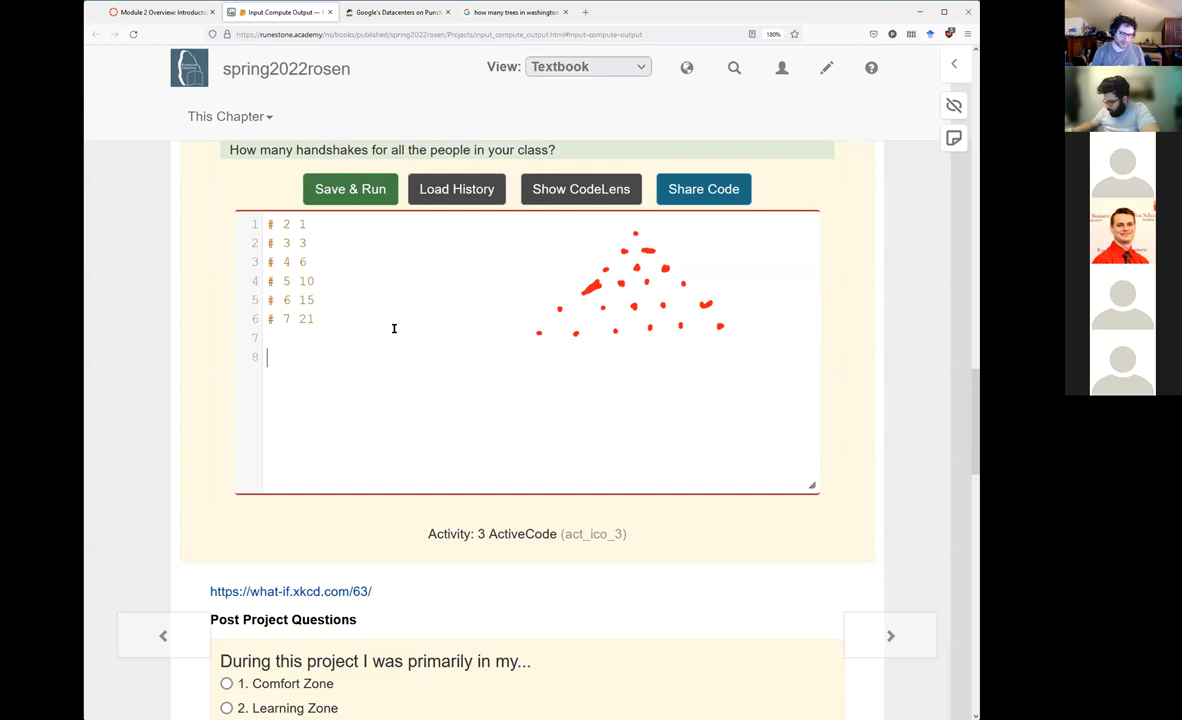 Module 2 Overview: Introductio
Input Compute Output —
Google's Datacenters on Punch
how many trees in washington
https://runestone.academy/ns/books/published/spring2022rosen/Projects/input_compute_output.html#input-compute-output
180%
spring2022rosen
View:
Textbook
This Chapter
How many handshakes for all the people in your class?
Save & Run
Load History
Show CodeLens
Share Code
1 # 2 1
2 # 3 3
3 # 4 6
4 # 5 10
5 # 6 15
6 # 7 21
7
8
Activity: 3 ActiveCode (act_ico_3)
https://what-if.xkcd.com/63/
Post Project Questions
During this project I was primarily in my...
1. Comfort Zone
2. Learning Zone